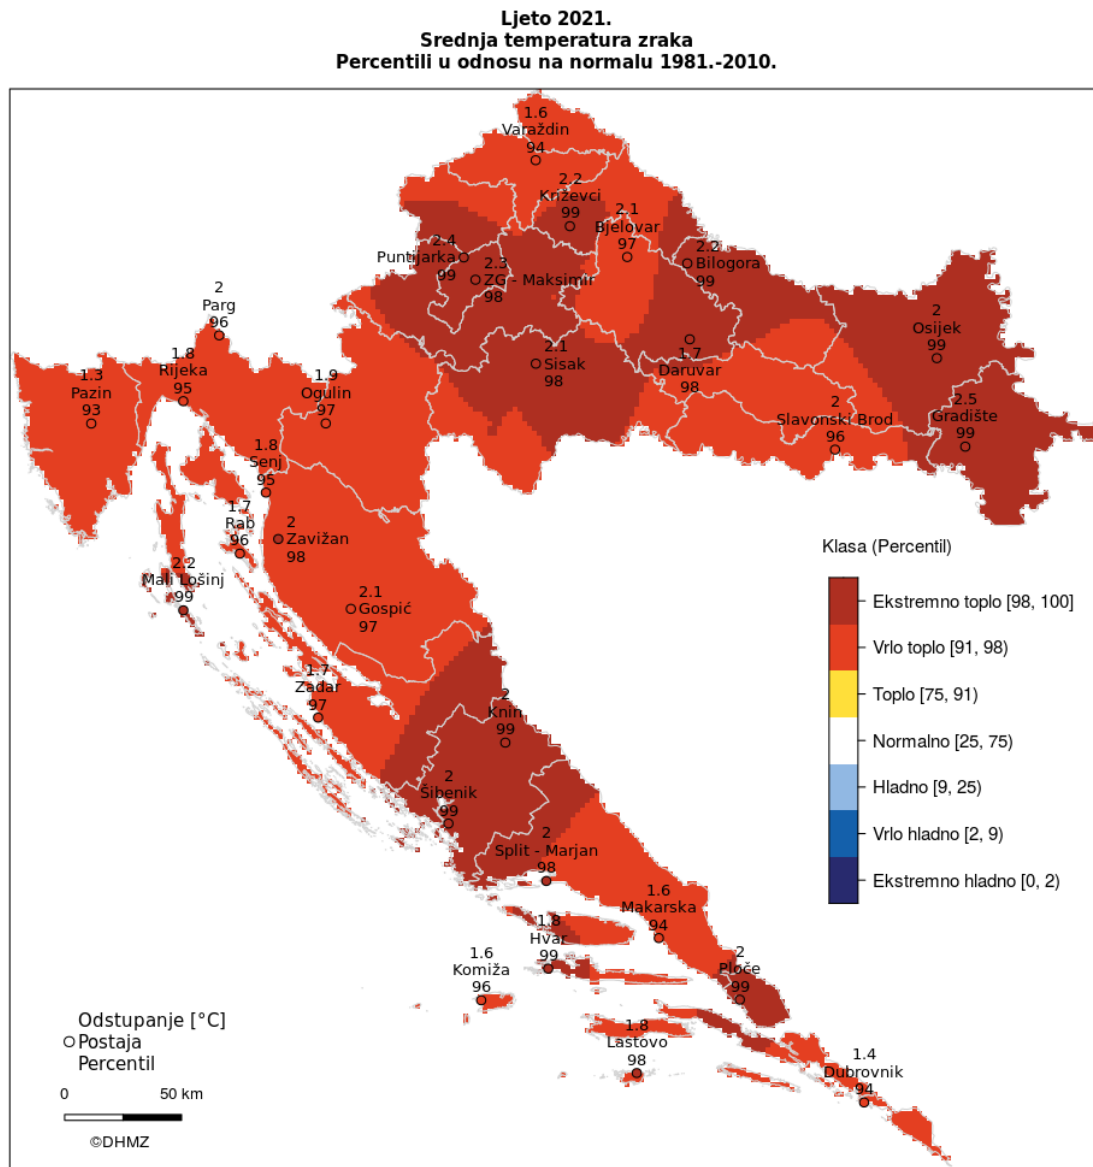 Ljeto 2021.
Srednja temperatura zraka
Percentili u odnosu na normalu 1981.-2010.
1.6
Varaždin
94
2.2
Križevci
99
2.1
Bjelovar
97
2.4
Puntijarka
99
2.3
ZG - Maksimir
98
2.2
Bilogora
99
2
Parg
96
2
Osijek
99
1.8
Rijeka
95
1.3
Pazin
93
1.9
Ogulin
97
2.1
Sisak
98
1.7
Daruvar
98
2
Slavonski Brod
96
2.5
Gradište
99
1.8
Senj
95
1.7
Rab
96
2
Zavižan
98
2.2
Mali Lošinj
99
2.1
Gospić
97
1.7
Zadar
97
2
Knin
99
2
Šibenik
99
2
Split - Marjan
98
1.6
Makarska
94
1.8
Hvar
99
1.6
Komiža
96
2
Ploče
99
1.8
Lastovo
98
1.4
Dubrovnik
94
Klasa (Percentil)
Ekstremno toplo [98, 100]
Vrlo toplo [91, 98)
Toplo [75, 91)
Normalno [25, 75)
Hladno [9, 25)
Vrlo hladno [2, 9)
Ekstremno hladno [0, 2)
Odstupanje [°C]
Postaja
Percentil
0 50 km
©DHMZ